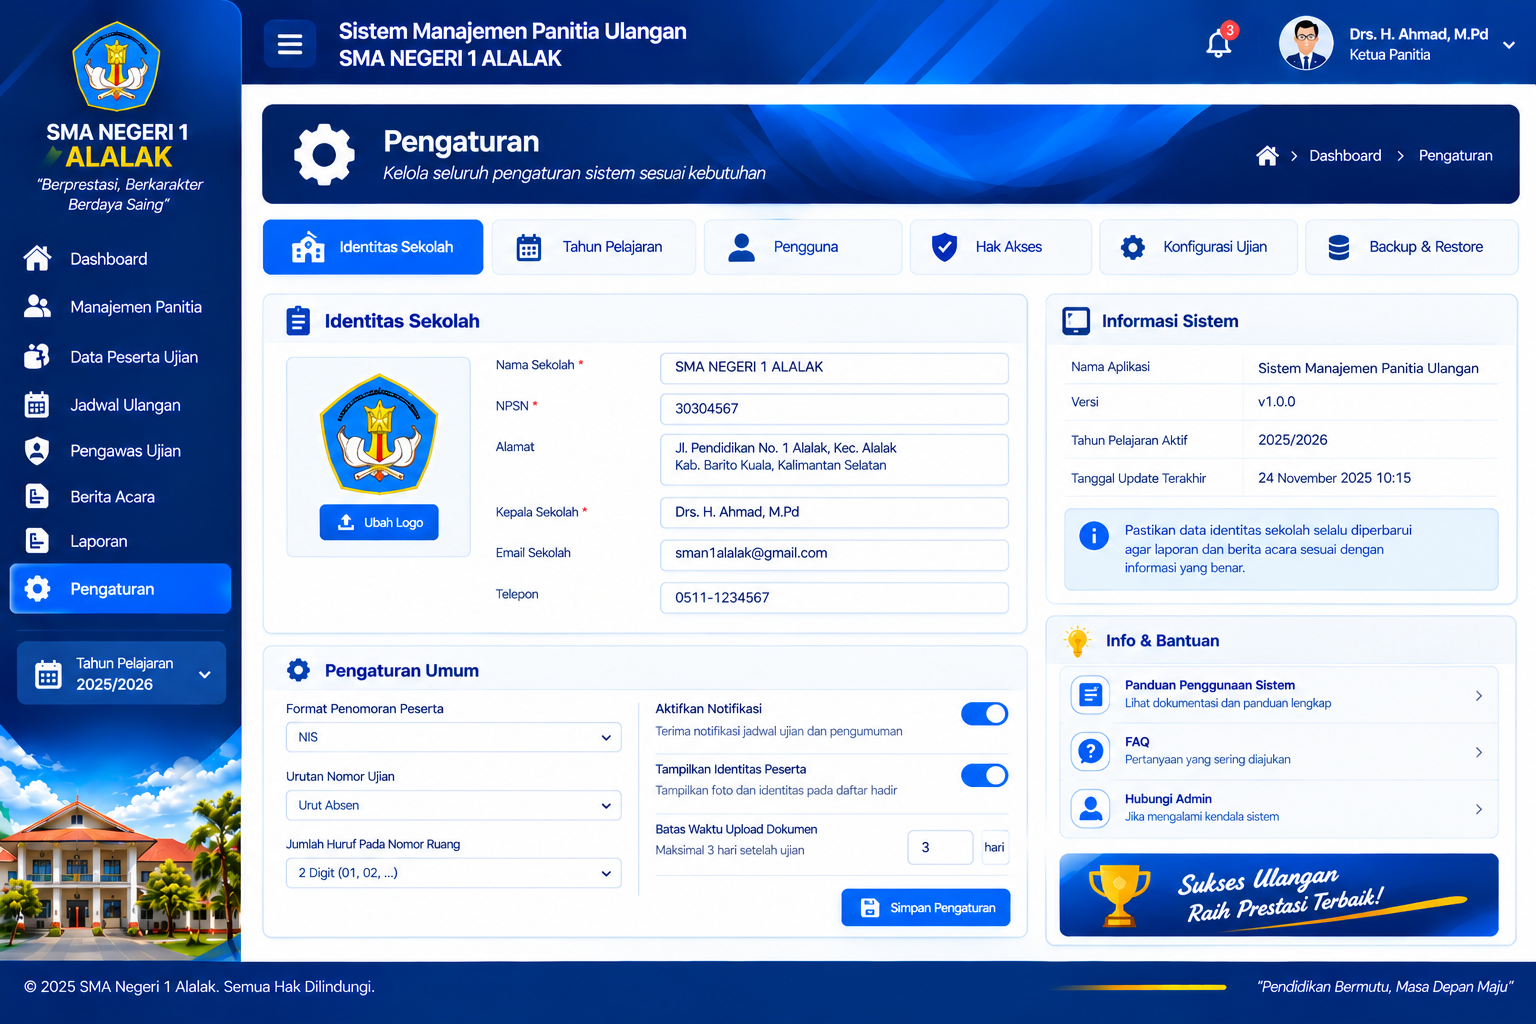 SMA NEGERI 1
ALALAK
“Berprestasi, Berkarakter
Berdaya Saing”
Dashboard
Manajemen Panitia
Data Peserta Ujian
Jadwal Ulangan
Pengawas Ujian
Berita Acara
Laporan
Pengaturan
Tahun Pelajaran
2025/2026
Sistem Manajemen Panitia Ulangan
SMA NEGERI 1 ALALAK
3
Drs. H. Ahmad, M.Pd
Ketua Panitia
Pengaturan
Kelola seluruh pengaturan sistem sesuai kebutuhan
Dashboard
Pengaturan
Identitas Sekolah
Tahun Pelajaran
Pengguna
Hak Akses
Konfigurasi Ujian
Backup & Restore
Identitas Sekolah
Ubah Logo
Nama Sekolah *
SMA NEGERI 1 ALALAK
NPSN *
30304567
Alamat
Jl. Pendidikan No. 1 Alalak, Kec. Alalak
Kab. Barito Kuala, Kalimantan Selatan
Kepala Sekolah *
Drs. H. Ahmad, M.Pd
Email Sekolah
sman1alalak@gmail.com
Telepon
0511-1234567
Pengaturan Umum
Format Penomoran Peserta
NIS
Urutan Nomor Ujian
Urut Absen
Jumlah Huruf Pada Nomor Ruang
2 Digit (01, 02, ...)
Aktifkan Notifikasi
Terima notifikasi jadwal ujian dan pengumuman
Tampilkan Identitas Peserta
Tampilkan foto dan identitas pada daftar hadir
Batas Waktu Upload Dokumen
Maksimal 3 hari setelah ujian
3
hari
Simpan Pengaturan
Informasi Sistem
Nama Aplikasi
Sistem Manajemen Panitia Ulangan
Versi
v1.0.0
Tahun Pelajaran Aktif
2025/2026
Tanggal Update Terakhir
24 November 2025 10:15
Pastikan data identitas sekolah selalu diperbarui
agar laporan dan berita acara sesuai dengan
informasi yang benar.
Info & Bantuan
Panduan Penggunaan Sistem
Lihat dokumentasi dan panduan lengkap
FAQ
Pertanyaan yang sering diajukan
Hubungi Admin
Jika mengalami kendala sistem
Sukses Ulangan
Raih Prestasi Terbaik!
© 2025 SMA Negeri 1 Alalak. Semua Hak Dilindungi.
“Pendidikan Bermutu, Masa Depan Maju”